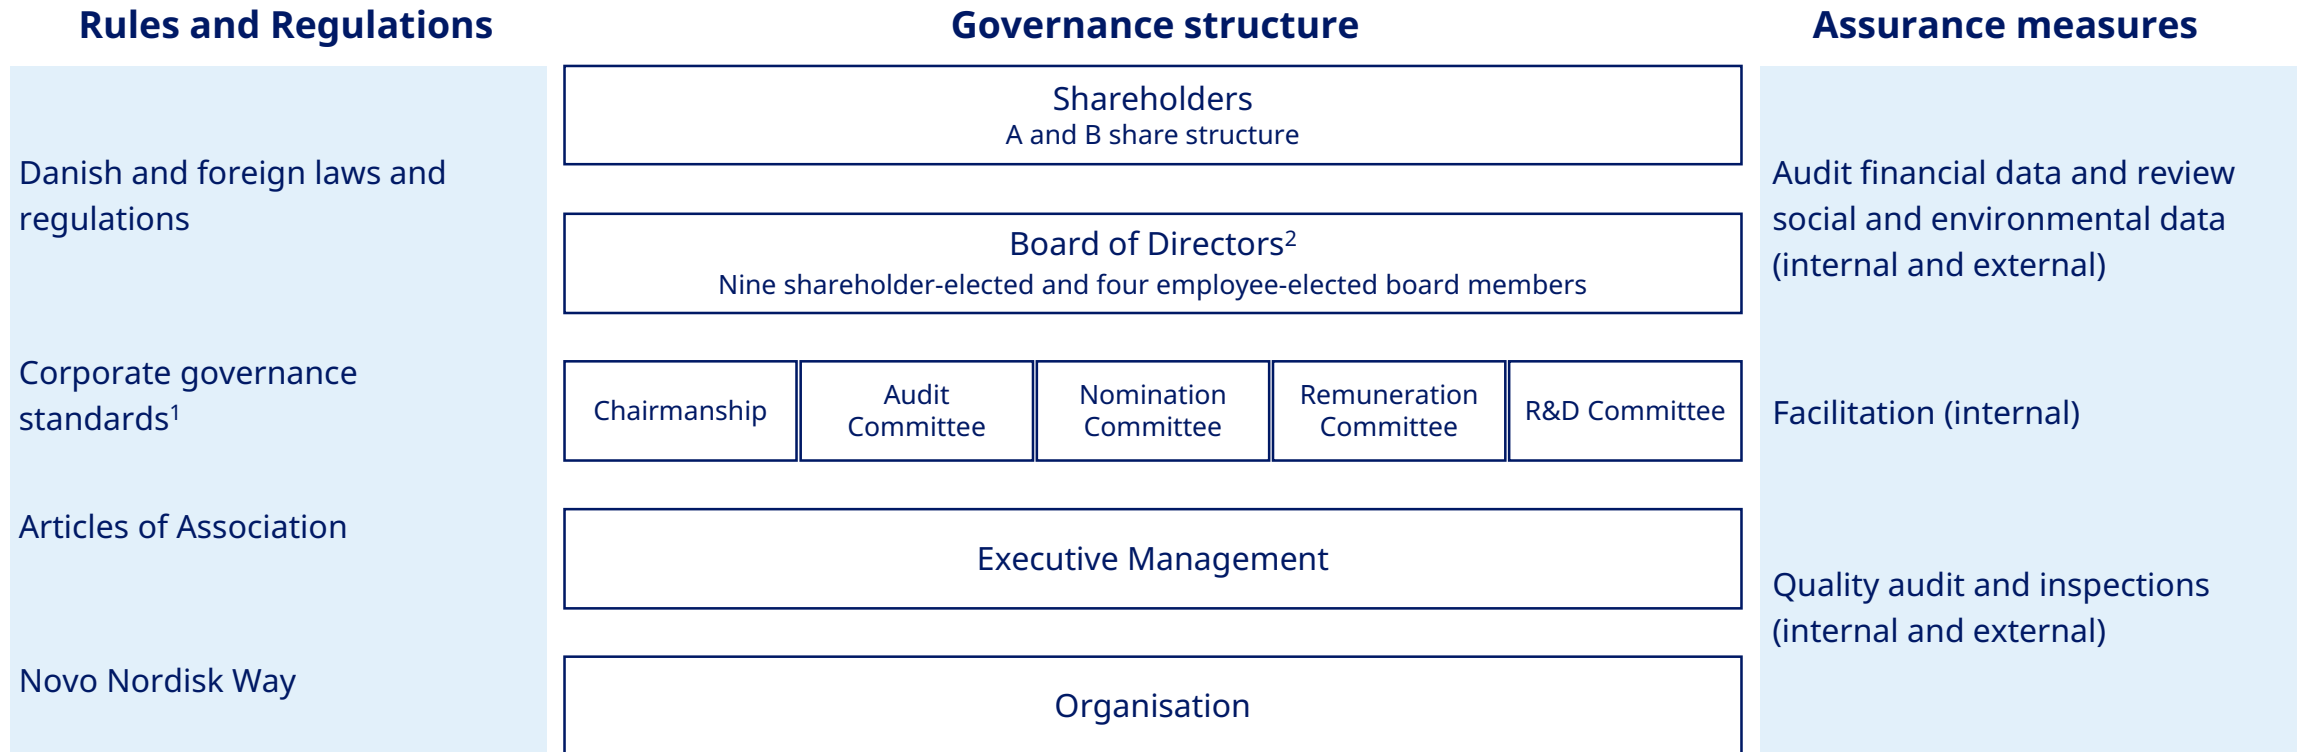 Rules and Regulations
Danish and foreign laws and
regulations
Corporate governance
standards¹
Articles of Association
Novo Nordisk Way
Governance structure
Shareholders
A and B share structure
Board of Directors²
Nine shareholder-elected and four employee-elected board members
Chairmanship
Audit
Committee
Nomination
Committee
Remuneration
Committee
R&D Committee
Executive Management
Organisation
Assurance measures
Audit financial data and review
social and environmental data
(internal and external)
Facilitation (internal)
Quality audit and inspections
(internal and external)